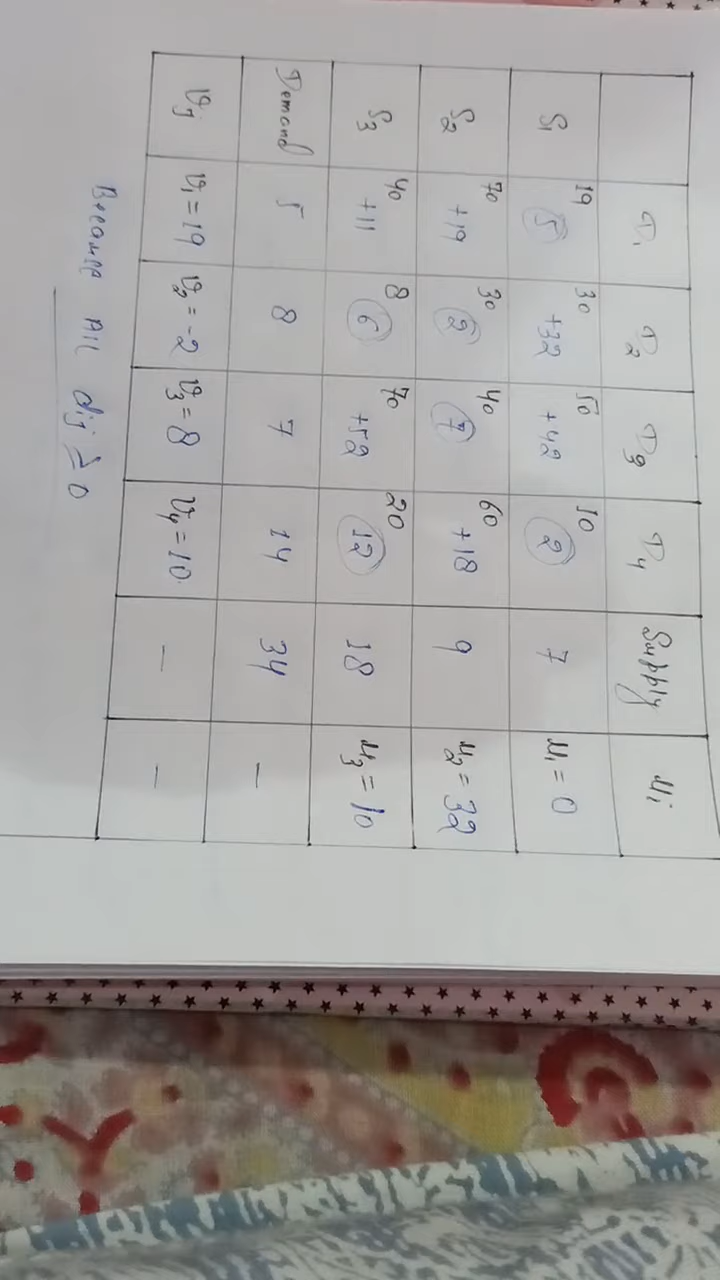 D1 D2 D3 D4 Supply ui
S1 19 (5) 30 +32 50 +42 10 (2) 7 u1 = 0
S2 70 +19 30 (2) 40 (7) 60 +18 9 u2 = 32
S3 40 +11 8 (6) 70 +52 20 (12) 18 u3 = 10
Demand 5 8 7 14 34 —
vj v1 = 19 v2 = -2 v3 = 8 v4 = 10 — —
Because All dij ≥ 0